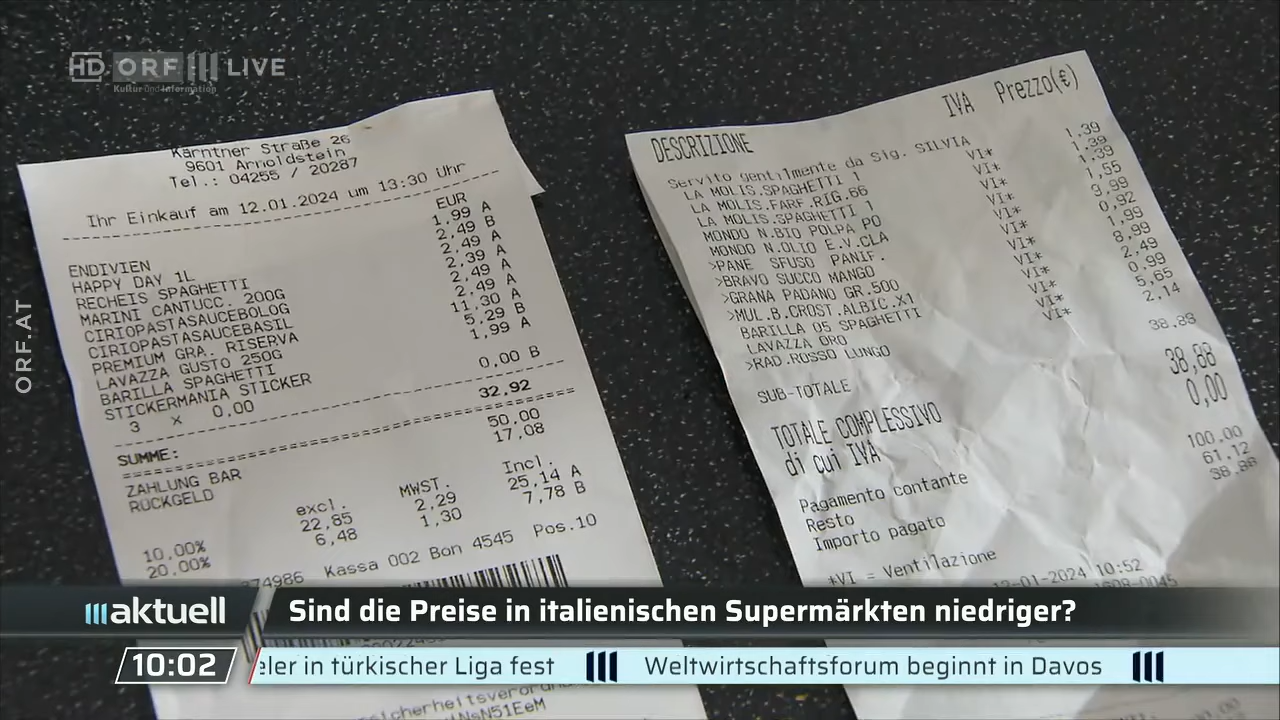 HD ORF III LIVE
Kultur und Information
ORF.AT
Kärntner Straße 26
9601 Arnoldstein
Tel.: 04255 / 20287
Ihr Einkauf am 12.01.2024 um 13:30 Uhr
EUR
ENDIVIEN 1,99 A
HAPPY DAY 1L 2,49 B
RECHEIS SPAGHETTI 2,49 A
MARINI CANTUCC. 200G 2,39 A
CIRIOPASTASAUCEBOLOG 2,49 A
CIRIOPASTASAUCEBASIL 2,49 A
PREMIUM GRA. RISERVA 11,30 A
LAVAZZA GUSTO 250G 5,29 B
BARILLA SPAGHETTI 1,99 A
STICKERMANIA STICKER
3 X 0,00 0,00 B
SUMME: 32,92
ZAHLUNG BAR 50,00
RÜCKGELD 17,08
excl. MWST. Incl.
10,00% 22,85 2,29 25,14 A
20,00% 6,48 1,30 7,78 B
374986 Kassa 002 Bon 4545 Pos.10
DESCRIZIONE IVA Prezzo(€)
Servito gentilmente da Sig. SILVIA
LA MOLIS.SPAGHETTI 1 VI* 1,39
LA MOLIS.FARF.RIG.66 VI* 1,39
LA MOLIS.SPAGHETTI 1 VI* 1,39
MONDO N.BIO POLPA PO VI* 1,55
MONDO N.OLIO E.V.CLA VI* 9,99
>PANE SFUSO PANIF. VI* 0,92
>BRAVO SUCCO MANGO VI* 1,99
>GRANA PADANO GR.500 VI* 8,99
>MUL.B.CROST.ALBIC.X1 VI* 2,49
BARILLA O5 SPAGHETTI VI* 0,99
LAVAZZA ORO VI* 5,65
>RAD.ROSSO LUNGO VI* 2,14
SUB-TOTALE 38,88
TOTALE COMPLESSIVO 38,88
di cui IVA 0,00
Pagamento contante 100,00
Resto 61,12
Importo pagato 38,88
*VI = Ventilazione
12-01-2024 10:52
III aktuell
Sind die Preise in italienischen Supermärkten niedriger?
10:02
eler in türkischer Liga fest III Weltwirtschaftsforum beginnt in Davos III